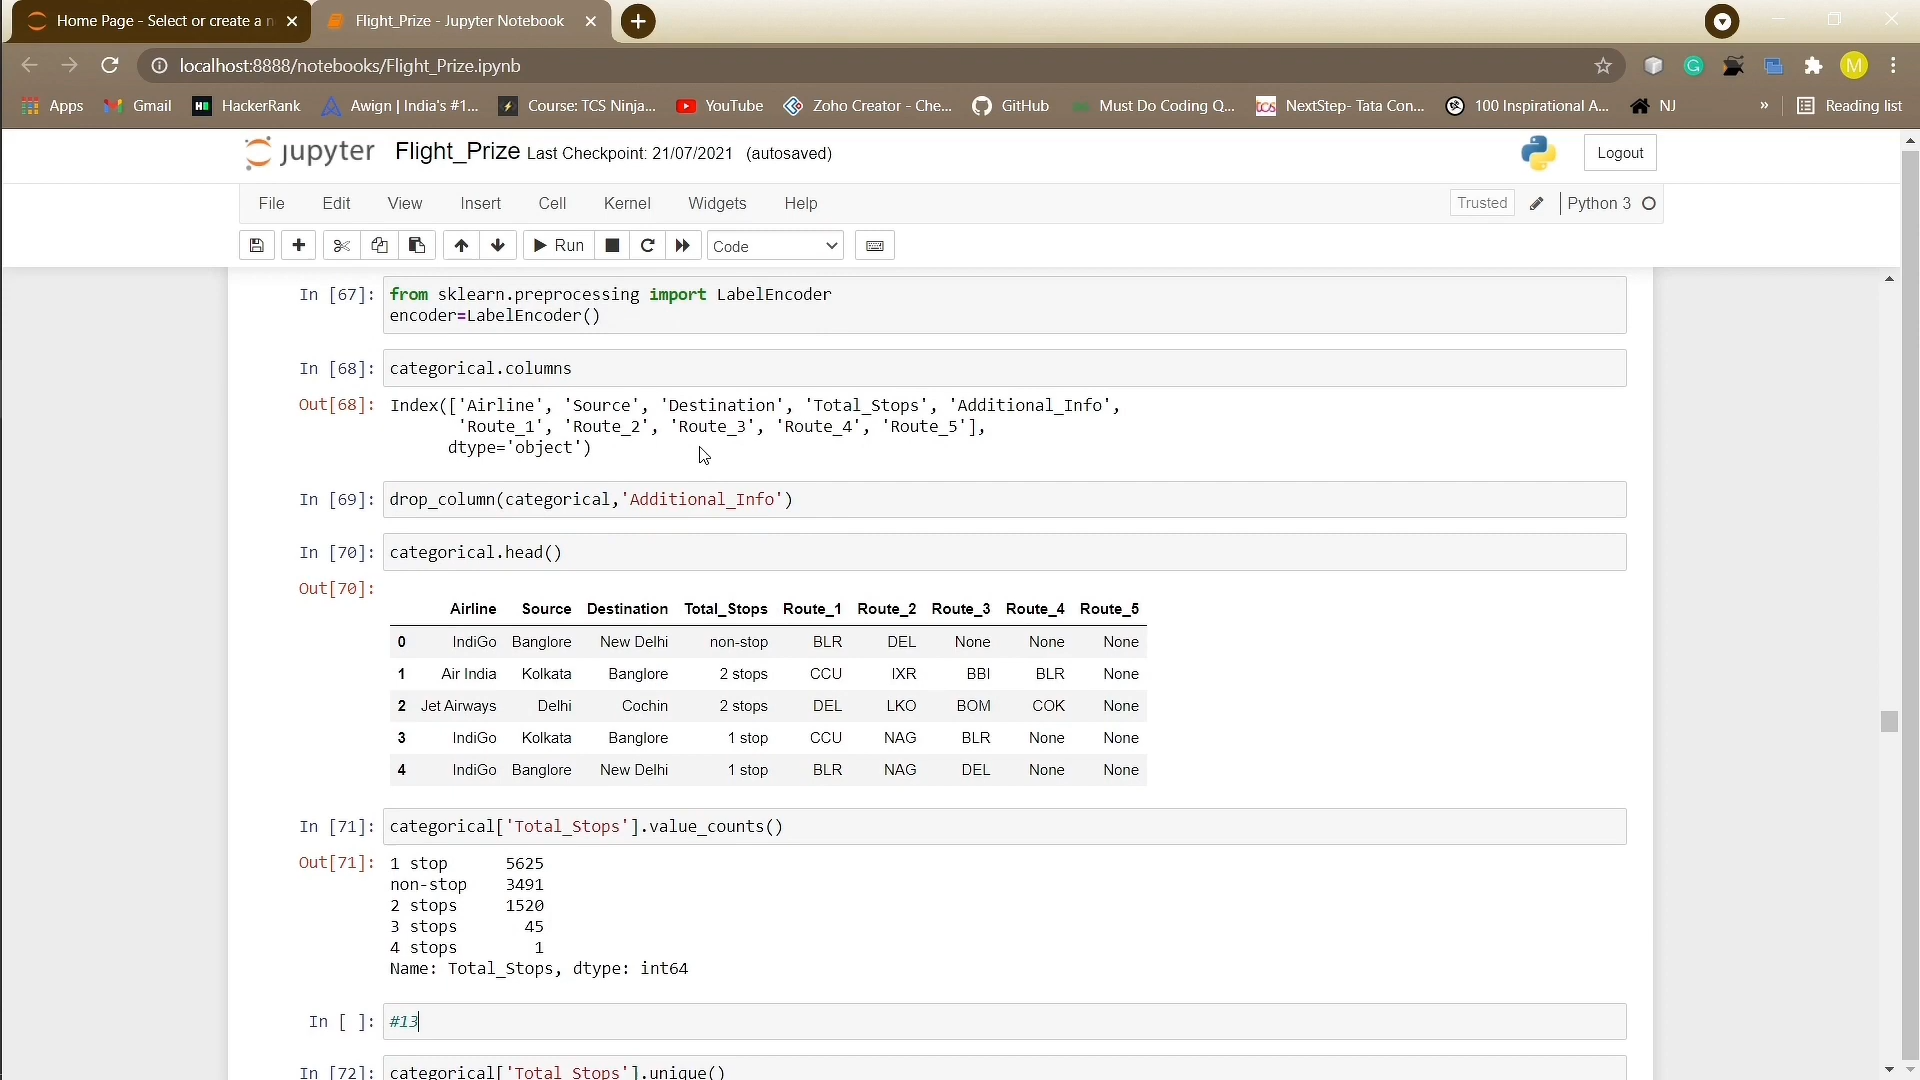 Home Page - Select or create a n
Flight_Prize - Jupyter Notebook
localhost:8888/notebooks/Flight_Prize.ipynb
M
Apps
Gmail
HackerRank
Awign | India's #1...
Course: TCS Ninja...
YouTube
Zoho Creator - Che...
GitHub
Must Do Coding Q...
NextStep- Tata Con...
100 Inspirational A...
NJ
»
Reading list
jupyter Flight_Prize Last Checkpoint: 21/07/2021 (autosaved)
Logout
File Edit View Insert Cell Kernel Widgets Help
Trusted
Python 3
Run
Code
In [67]: from sklearn.preprocessing import LabelEncoder
encoder=LabelEncoder()
In [68]: categorical.columns
Out[68]: Index(['Airline', 'Source', 'Destination', 'Total_Stops', 'Additional_Info',
'Route_1', 'Route_2', 'Route_3', 'Route_4', 'Route_5'],
dtype='object')
In [69]: drop_column(categorical,'Additional_Info')
In [70]: categorical.head()
Out[70]:
Airline Source Destination Total_Stops Route_1 Route_2 Route_3 Route_4 Route_5
0 IndiGo Banglore New Delhi non-stop BLR DEL None None None
1 Air India Kolkata Banglore 2 stops CCU IXR BBI BLR None
2 Jet Airways Delhi Cochin 2 stops DEL LKO BOM COK None
3 IndiGo Kolkata Banglore 1 stop CCU NAG BLR None None
4 IndiGo Banglore New Delhi 1 stop BLR NAG DEL None None
In [71]: categorical['Total_Stops'].value_counts()
Out[71]: 1 stop 5625
non-stop 3491
2 stops 1520
3 stops 45
4 stops 1
Name: Total_Stops, dtype: int64
In [ ]: #13
In [72]: categorical['Total_Stops'].unique()